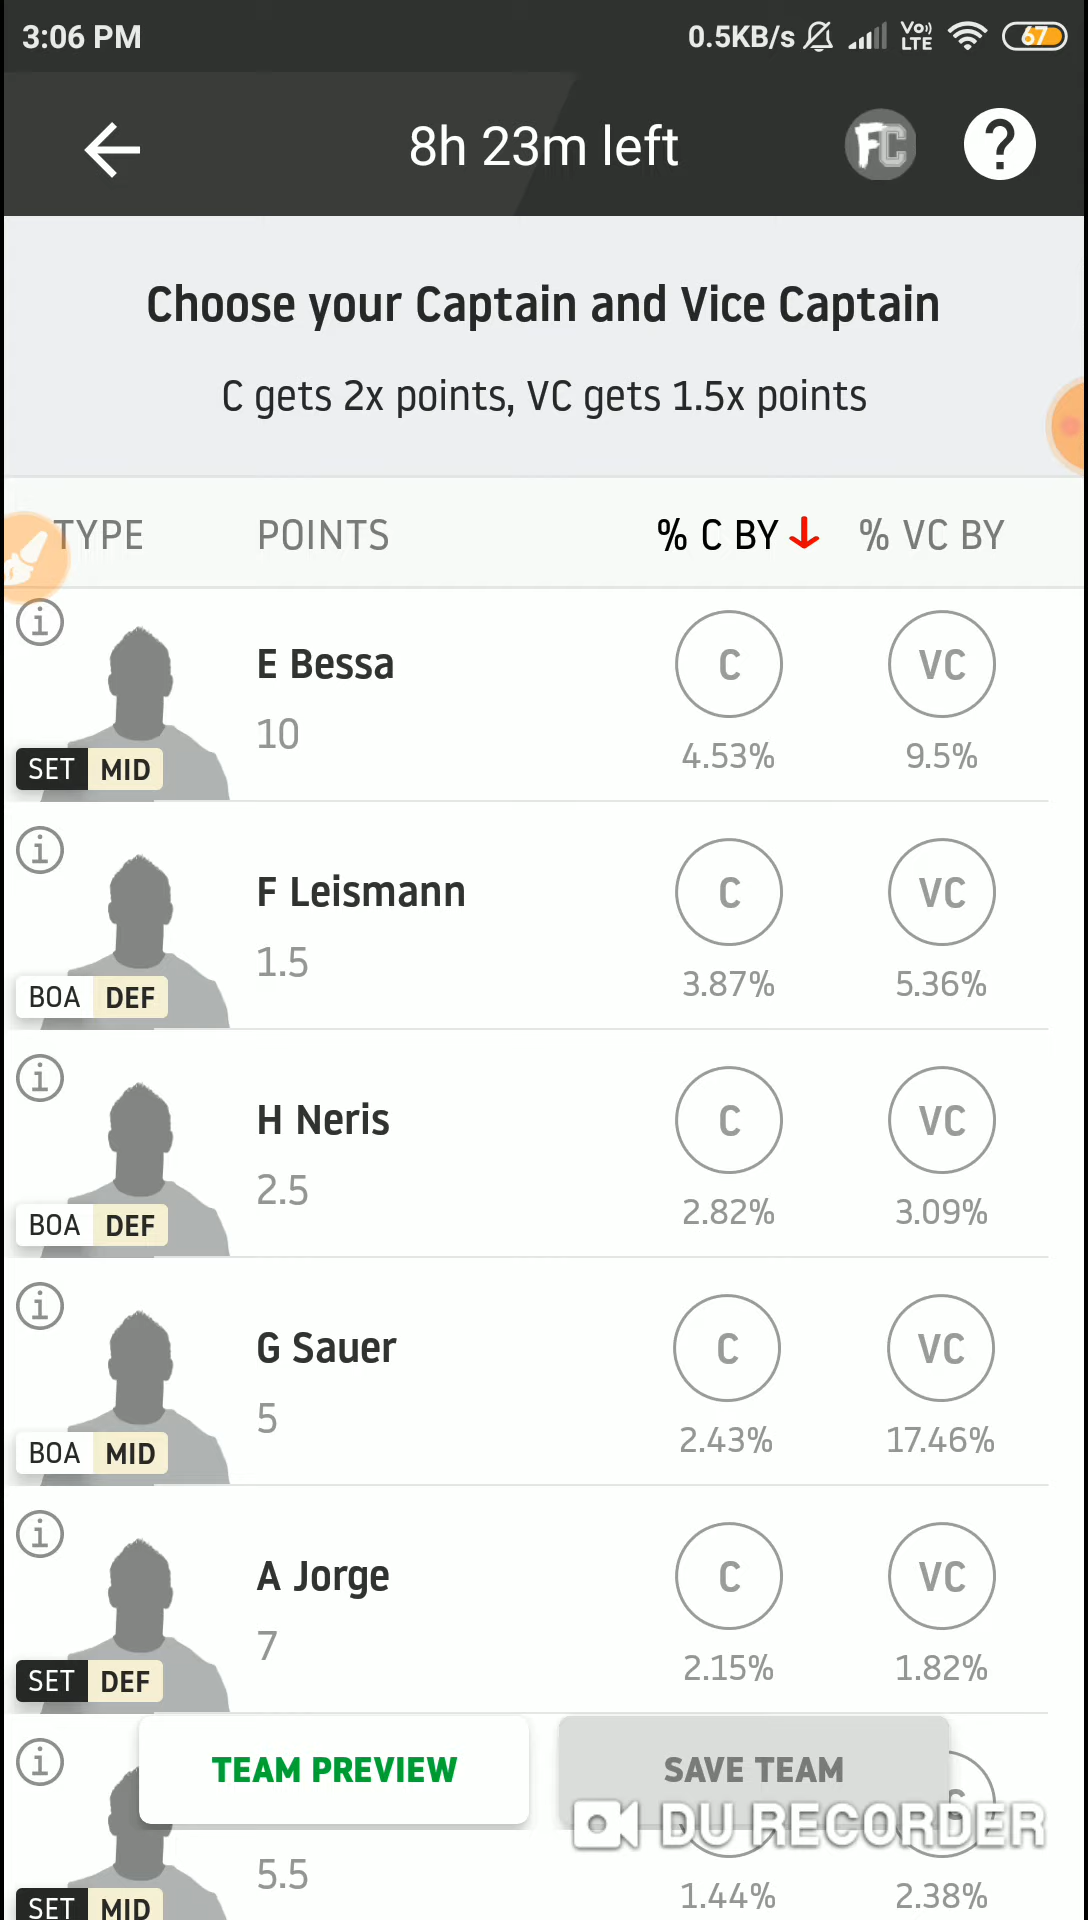 3:06 PM
0.5KB/s Vo)) LTE 67
8h 23m left FC ?
Choose your Captain and Vice Captain
C gets 2x points, VC gets 1.5x points
TYPE POINTS % C BY % VC BY
i
E Bessa C VC
10 4.53% 9.5%
SET MID
i
F Leismann C VC
1.5 3.87% 5.36%
BOA DEF
i
H Neris C VC
2.5 2.82% 3.09%
BOA DEF
i
G Sauer C VC
5 2.43% 17.46%
BOA MID
i
A Jorge C VC
7 2.15% 1.82%
SET DEF
i
TEAM PREVIEW SAVE TEAM
DU RECORDER
5.5 1.44% 2.38%
SET MID